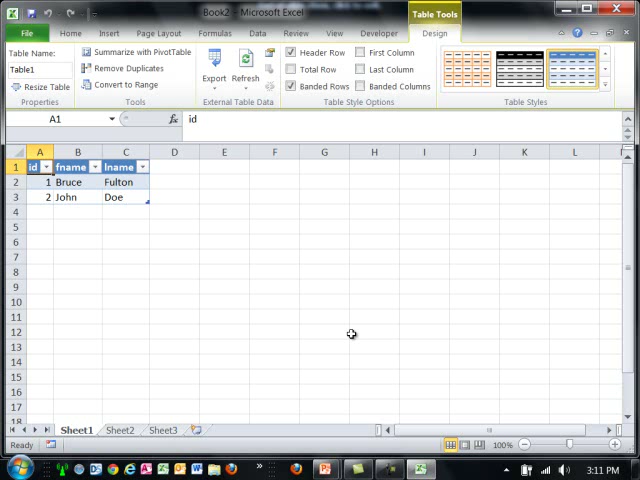 Book2 - Microsoft Excel
Table Tools
File Home Insert Page Layout Formulas Data Review View Developer Design
Table Name:
Table1
Resize Table
Properties
Summarize with PivotTable
Remove Duplicates
Convert to Range
Tools
Export Refresh
External Table Data
Header Row First Column
Total Row Last Column
Banded Rows Banded Columns
Table Style Options
Table Styles
A1 fx id
A B C D E F G H I J K L
1 id fname lname
2 1 Bruce Fulton
3 2 John Doe
4
5
6
7
8
9
10
11
12
13
14
15
16
17
18
Sheet1 Sheet2 Sheet3
Ready 100%
3:11 PM